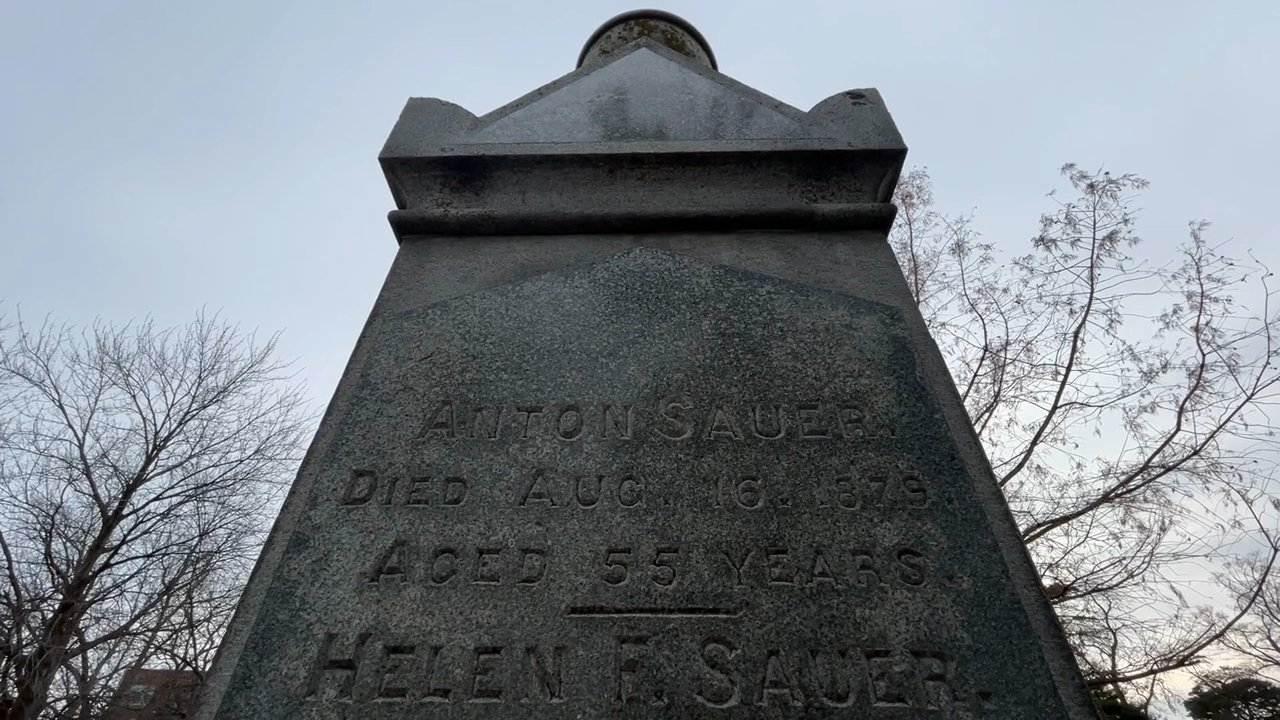 ANTON SAUER.
DIED AUG. 16. 1879.
AGED 55 YEARS.
HELEN F. SAUER.